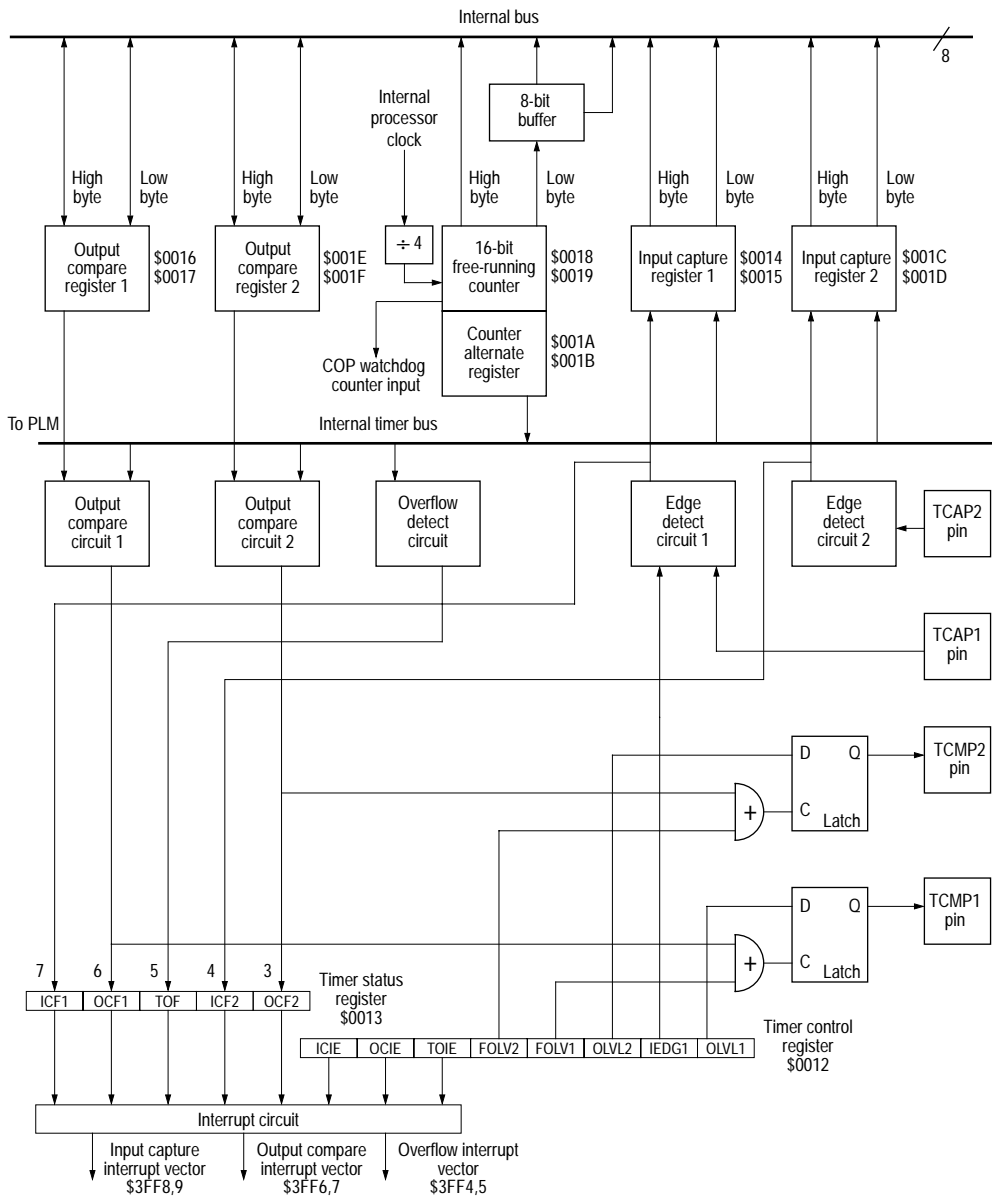 Internal bus
8
Internal
processor
clock
8-bit
buffer
High
byte
Low
byte
High
byte
Low
byte
High
byte
Low
byte
High
byte
Low
byte
High
byte
Low
byte
Output
compare
register 1
$0016
$0017
Output
compare
register 2
$001E
$001F
÷ 4
16-bit
free-running
counter
$0018
$0019
Input capture
register 1
$0014
$0015
Input capture
register 2
$001C
$001D
Counter
alternate
register
$001A
$001B
COP watchdog
counter input
To PLM
Internal timer bus
Output
compare
circuit 1
Output
compare
circuit 2
Overflow
detect
circuit
Edge
detect
circuit 1
Edge
detect
circuit 2
TCAP2
pin
TCAP1
pin
D Q
C
Latch
+
TCMP2
pin
D Q
C
Latch
+
TCMP1
pin
7 6 5 4 3
ICF1 OCF1 TOF ICF2 OCF2
Timer status
register
$0013
ICIE OCIE TOIE FOLV2 FOLV1 OLVL2 IEDG1 OLVL1
Timer control
register
$0012
Interrupt circuit
Input capture
interrupt vector
$3FF8,9
Output compare
interrupt vector
$3FF6,7
Overflow interrupt
vector
$3FF4,5